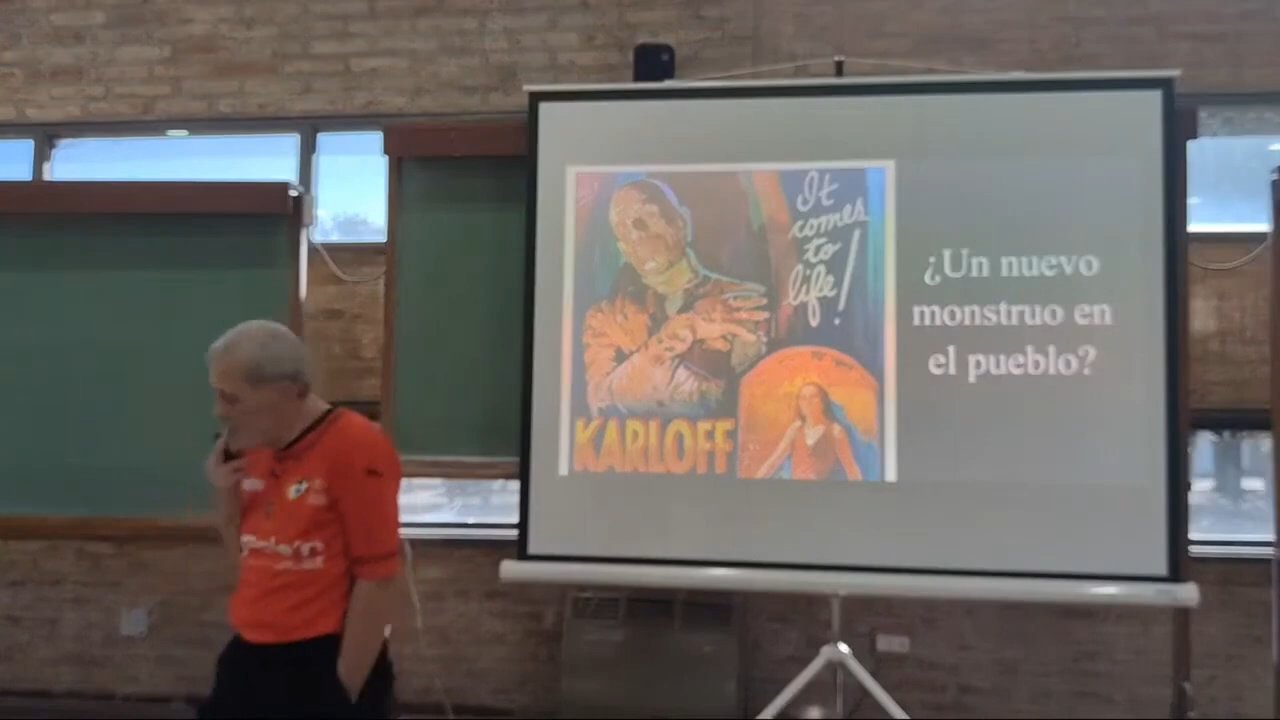 It
comes
to
life!
KARLOFF
¿Un nuevo
monstruo en
el pueblo?